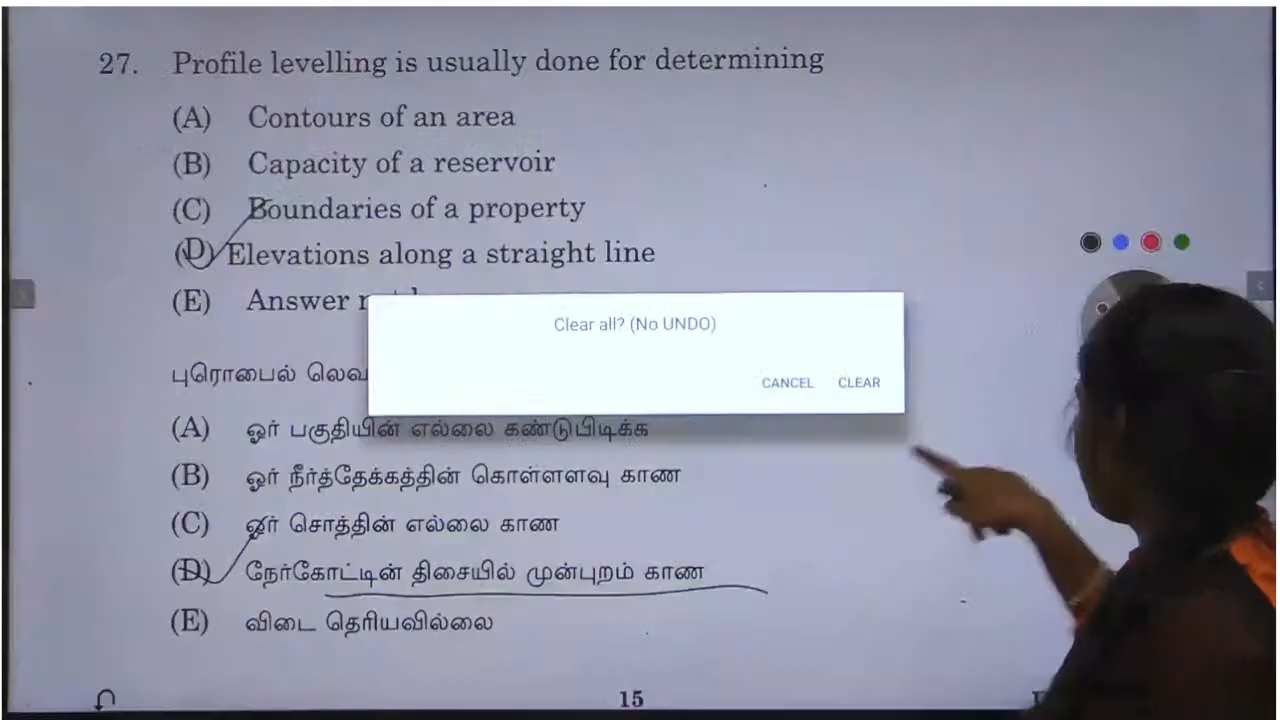 27. Profile levelling is usually done for determining
(A) Contours of an area
(B) Capacity of a reservoir
(C) Boundaries of a property
(D) Elevations along a straight line
(E) Answer
Clear all? (No UNDO)
CANCEL CLEAR
புரொபைல்
(A) ஓர் பகுதியின் எல்லை கண்டுபிடிக்க
(B) ஓர் நீர்த்தேக்கத்தின் கொள்ளளவு காண
(C) ஓர் சொத்தின் எல்லை காண
(D) நேர்கோட்டின் திசையில் முன்புறம் காண
(E) விடை தெரியவில்லை
15